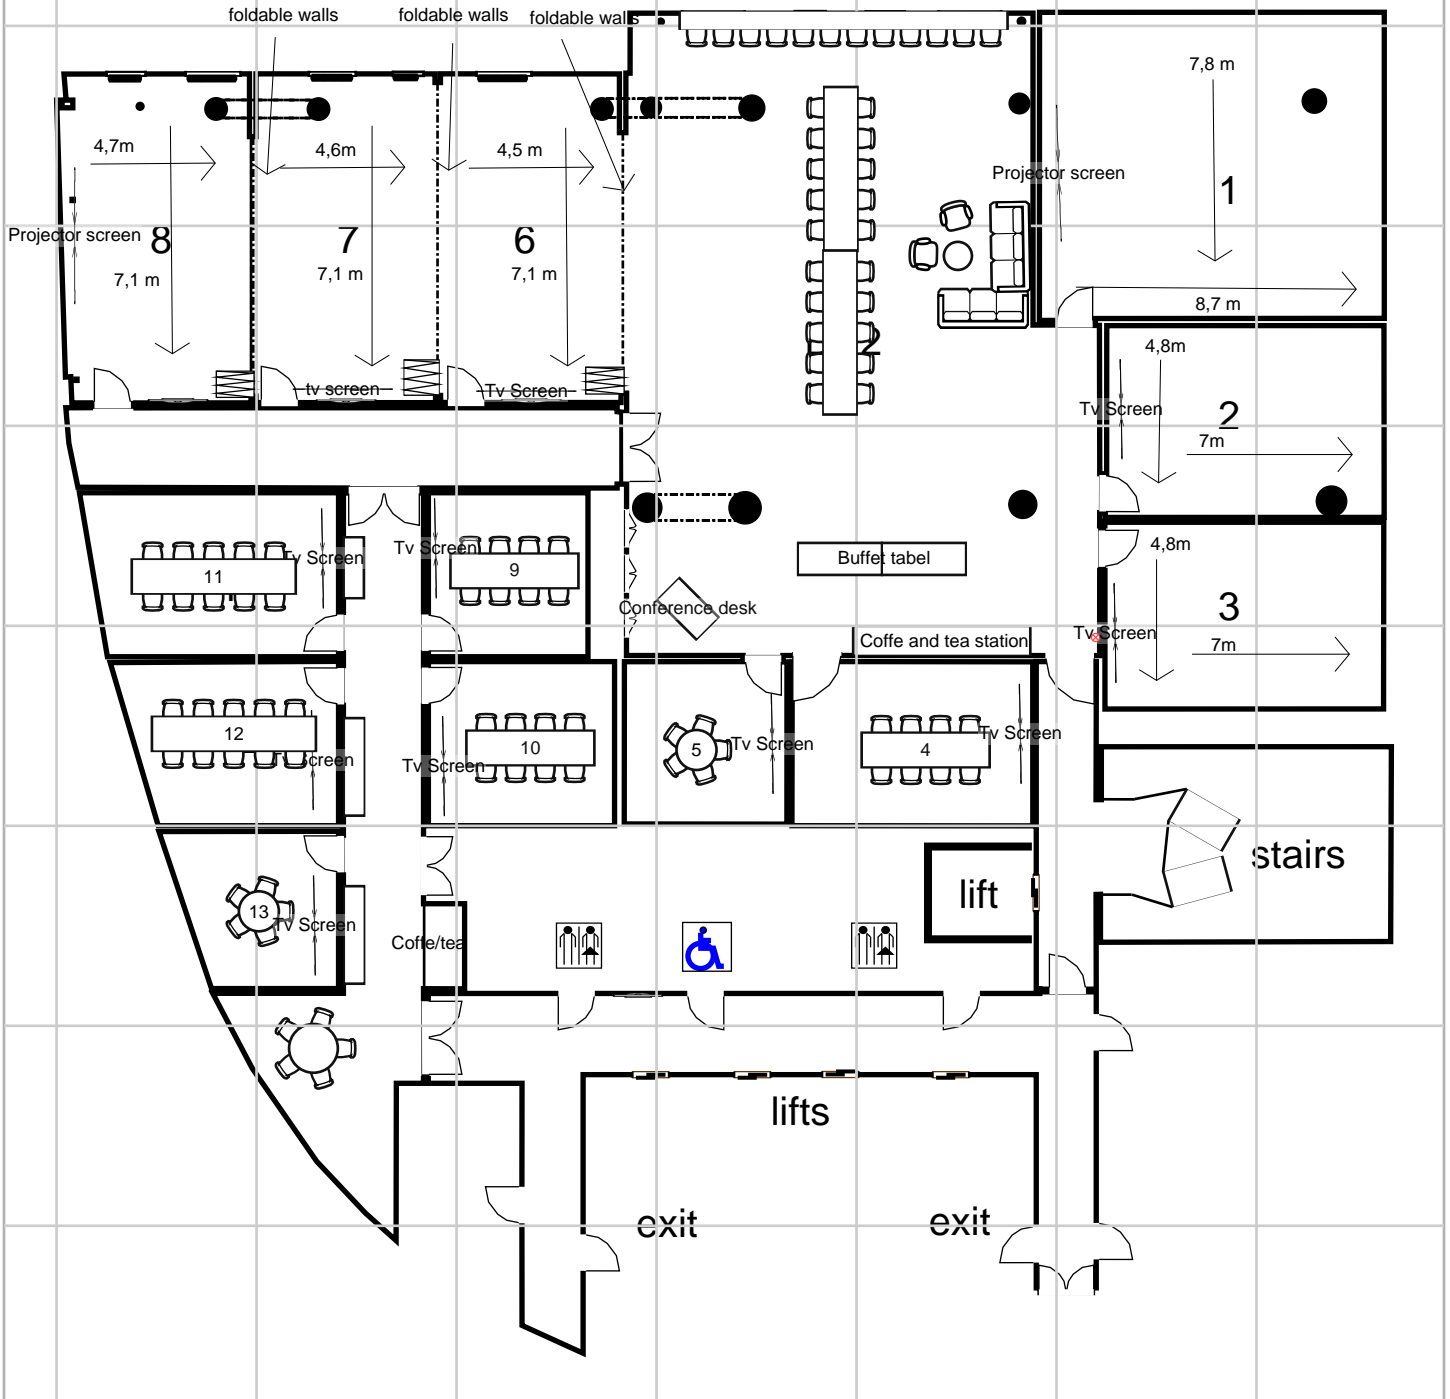 foldable walls
foldable walls
foldable walls
7,8 m
4,7m
4,6m
4,5 m
Projector screen
1
Projector screen
8
7
6
7,1 m
7,1 m
7,1 m
8,7 m
2
4,8m
tv screen
Tv Screen
Tv Screen
2
7m
Tv Screen
11
Tv Screen
9
Buffet tabel
4,8m
Conference desk
3
Coffe and tea station
Tv Screen
7m
12
Tv Screen
10
Tv Screen
5
Tv Screen
4
Tv Screen
stairs
lift
13
Tv Screen
Coffe/tea
lifts
exit
exit